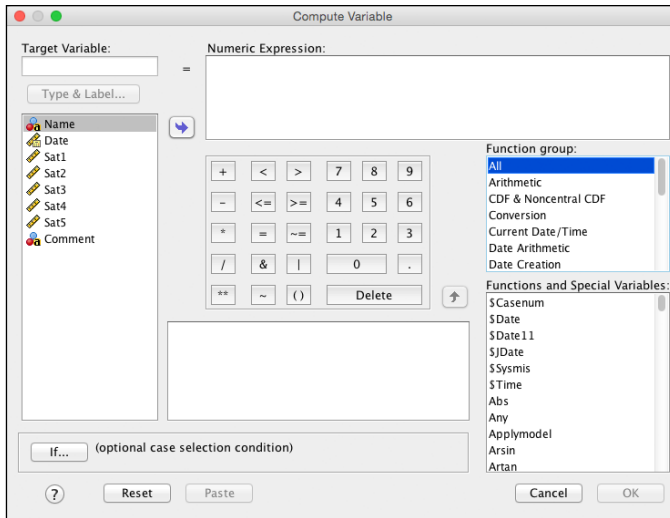 Compute Variable
Target Variable:
Numeric Expression:
=
Type & Label...
Name
Date
Sat1
Sat2
Sat3
Sat4
Sat5
Comment
+ < > 7 8 9
- <= >= 4 5 6
* = ~= 1 2 3
/ & | 0 .
** ~ () Delete
Function group:
All
Arithmetic
CDF & Noncentral CDF
Conversion
Current Date/Time
Date Arithmetic
Date Creation
Functions and Special Variables:
$Casenum
$Date
$Date11
$JDate
$Sysmis
$Time
Abs
Any
Applymodel
Arsin
Artan
If... (optional case selection condition)
? Reset Paste Cancel OK